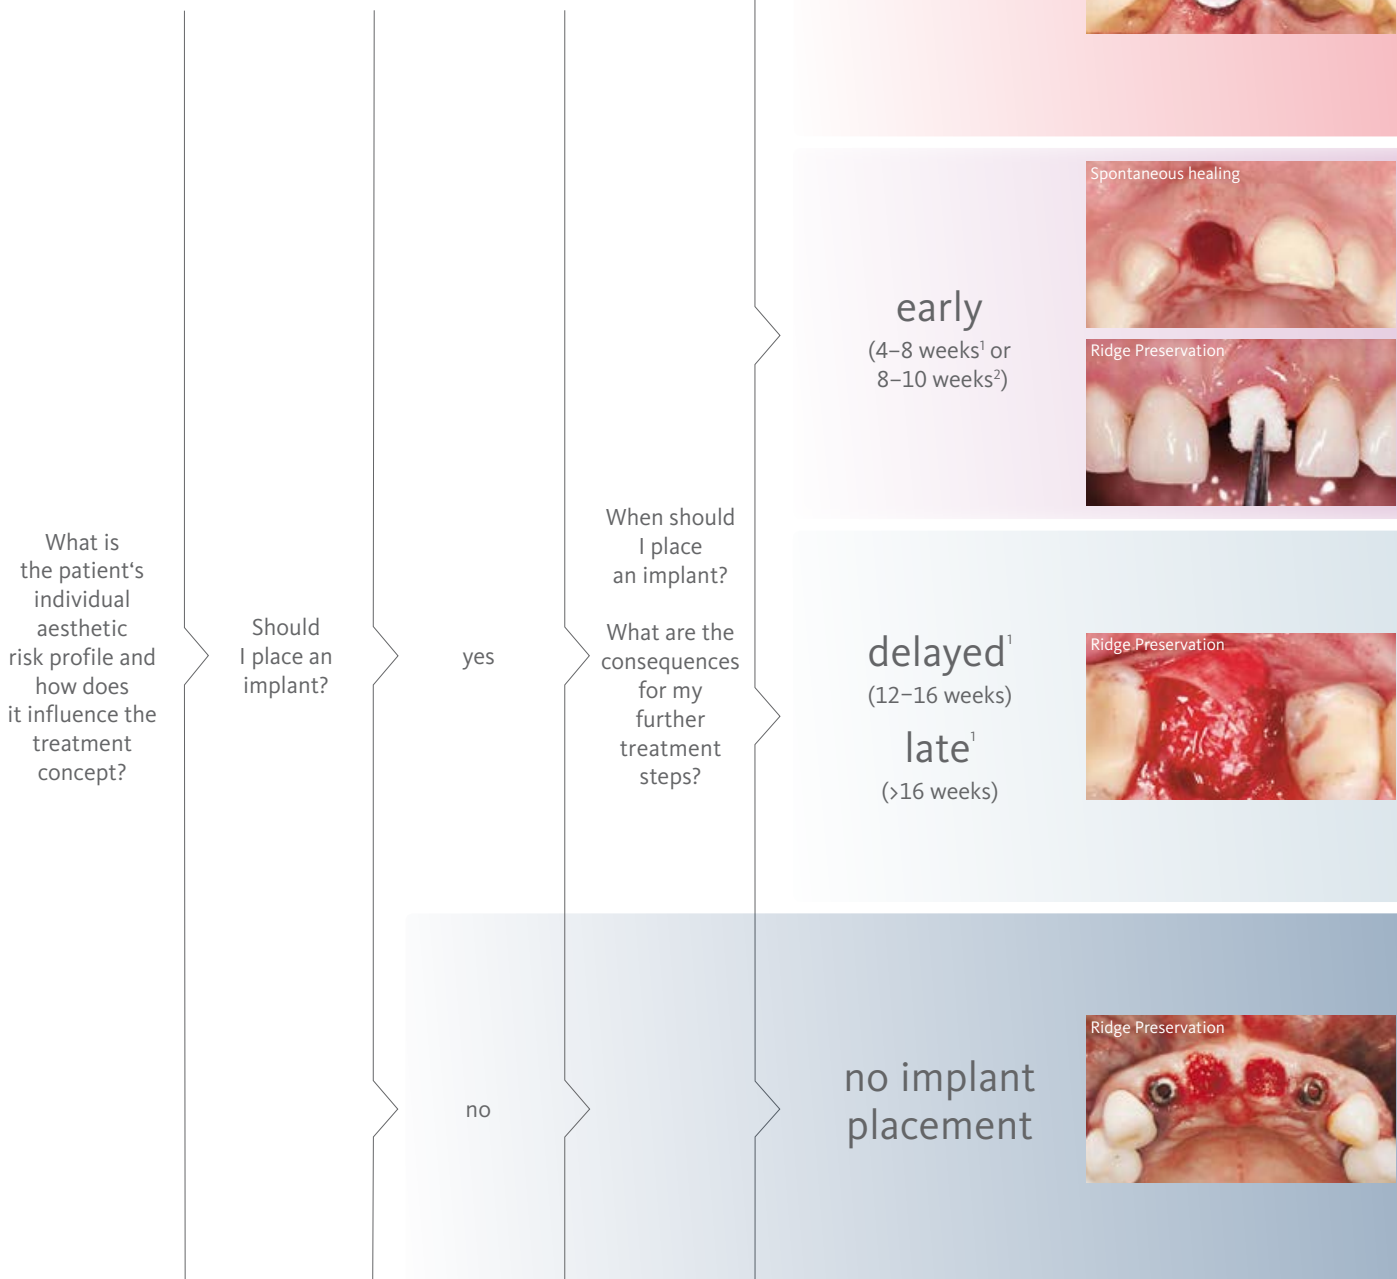 What is
the patient‘s
individual
aesthetic
risk profile and
how does
it influence the
treatment
concept?
Should
I place an
implant?
yes
no
When should
I place
an implant?
What are the
consequences
for my
further
treatment
steps?
early
(4–8 weeks¹ or
8–10 weeks²)
Spontaneous healing
Ridge Preservation
delayed¹
(12–16 weeks)
late¹
(>16 weeks)
Ridge Preservation
no implant
placement
Ridge Preservation